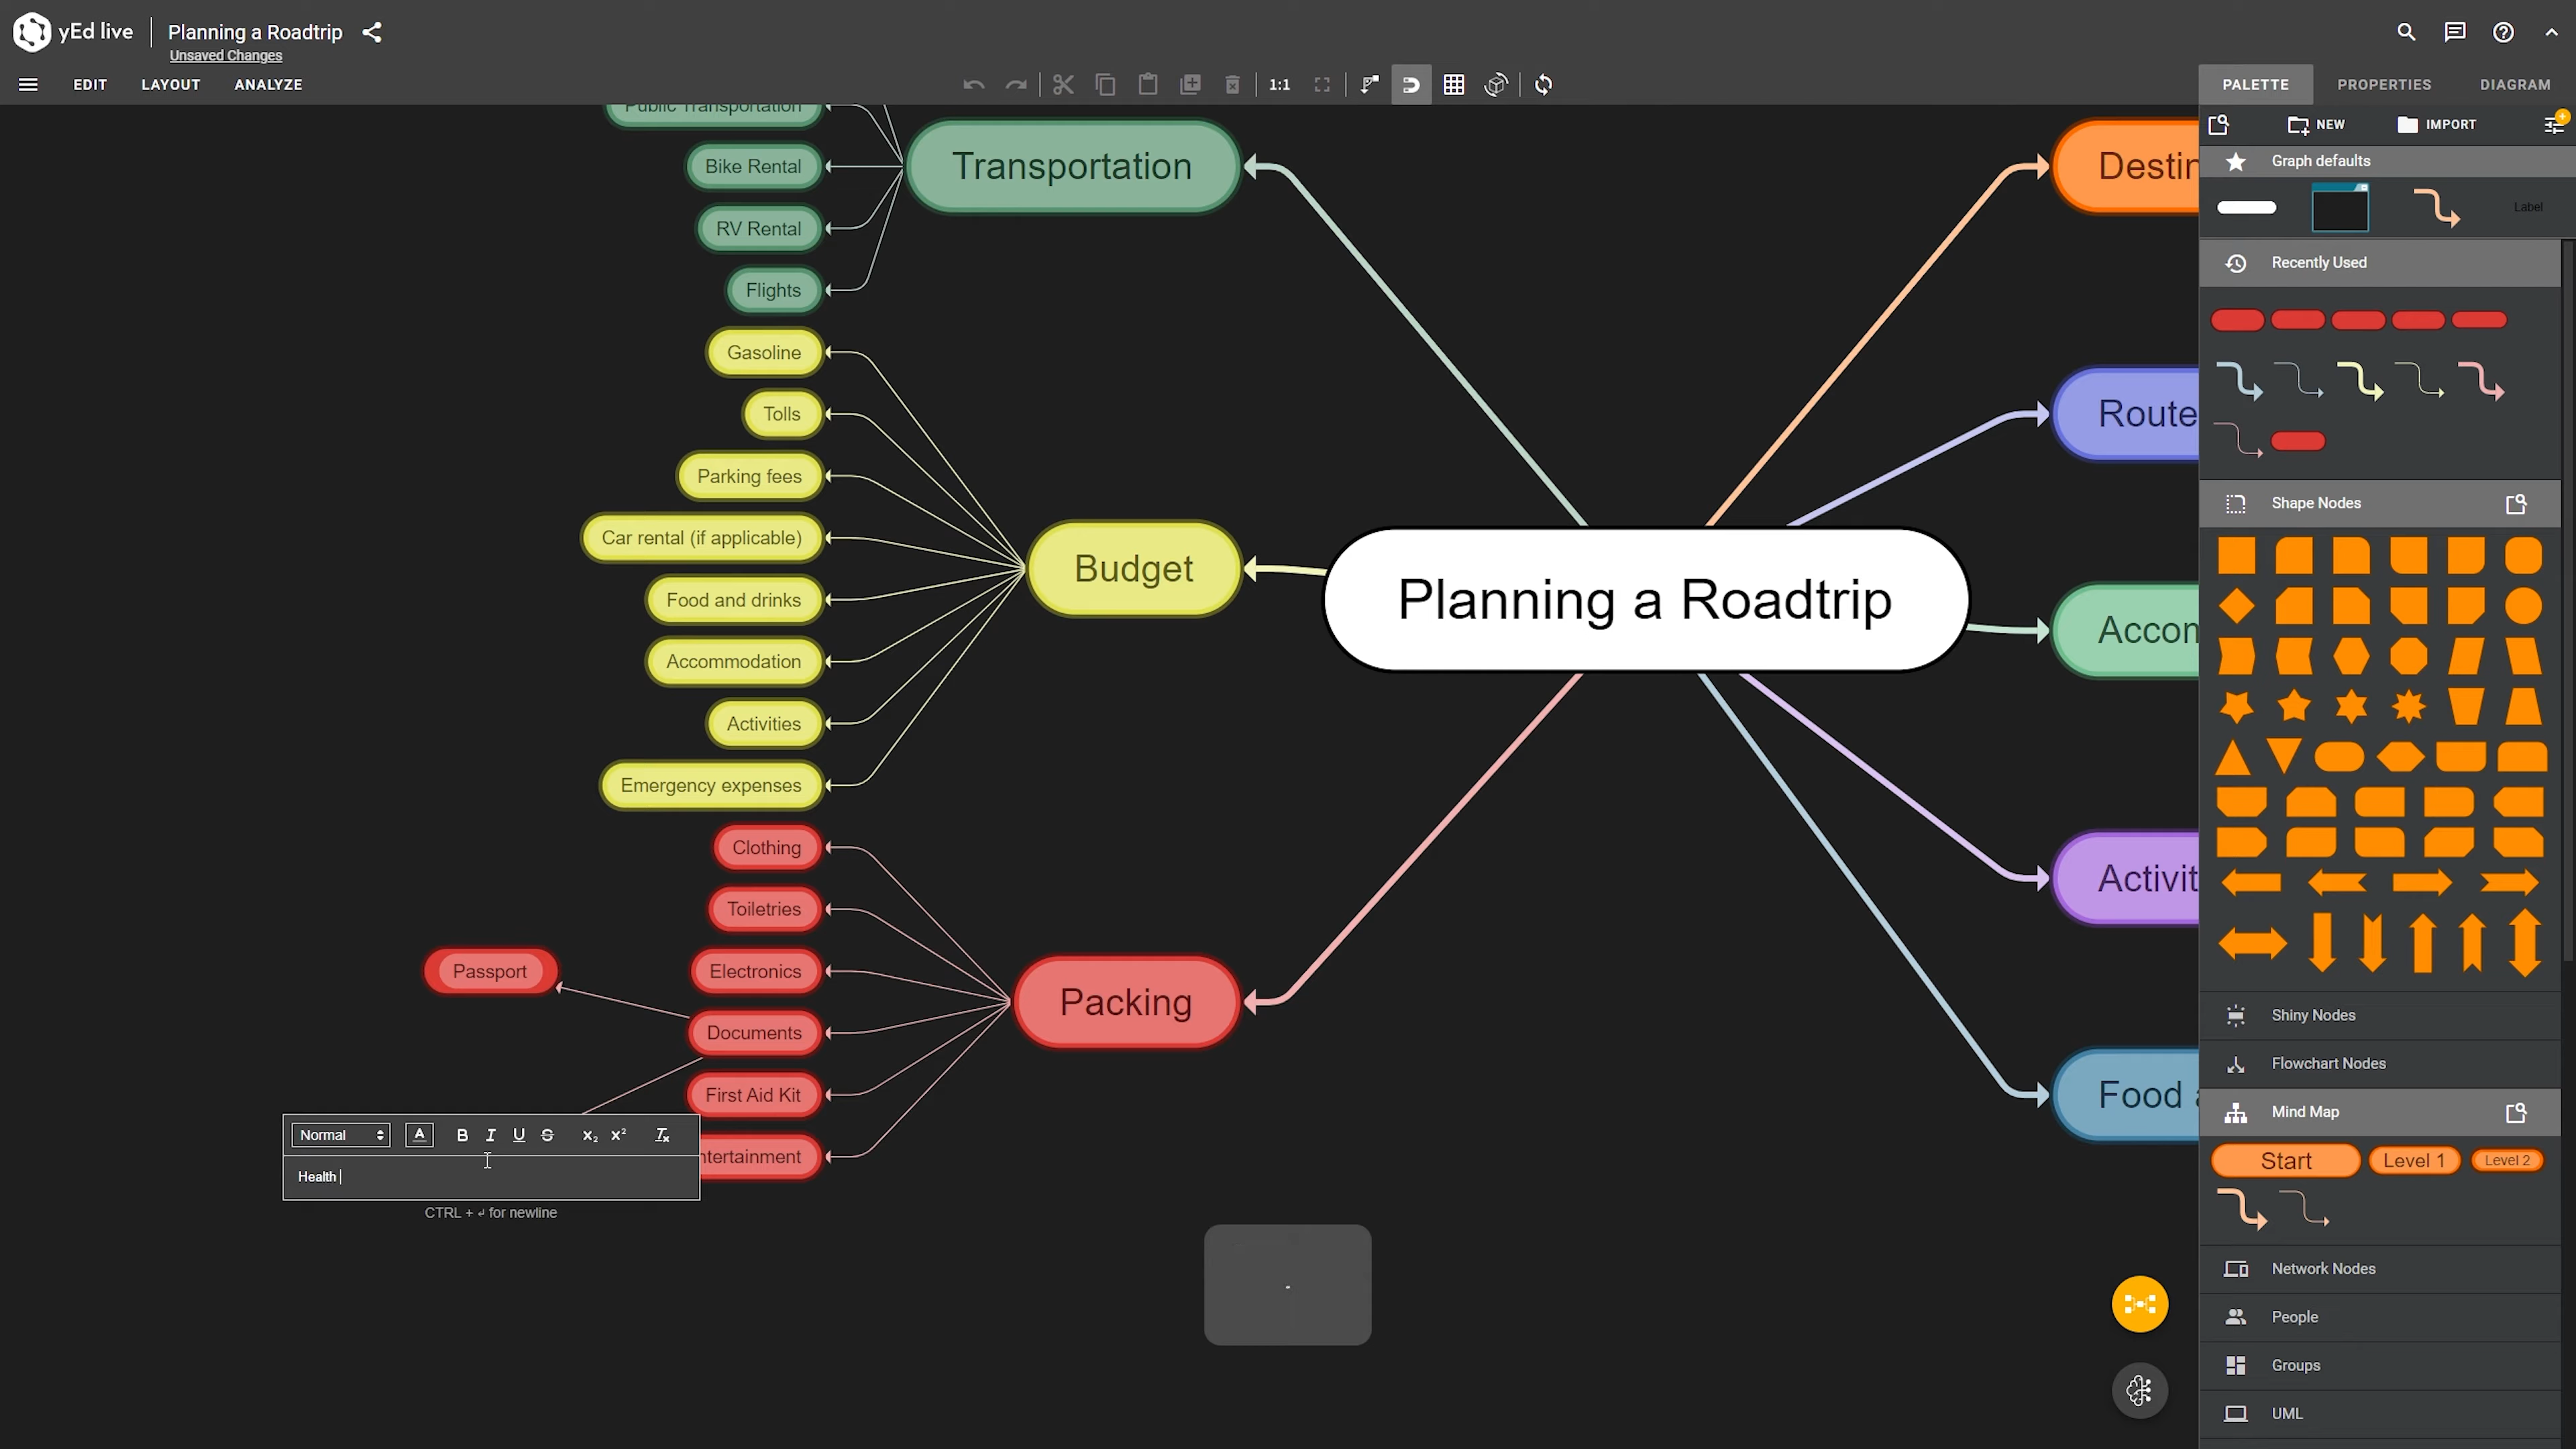 yEd live
Planning a Roadtrip
Unsaved Changes
EDIT
LAYOUT
ANALYZE
1:1
PALETTE
PROPERTIES
DIAGRAM
NEW
IMPORT
Graph defaults
Label
Recently Used
Shape Nodes
Shiny Nodes
Flowchart Nodes
Mind Map
Start
Level 1
Level 2
Network Nodes
People
Groups
UML
Public Transportation
Bike Rental
RV Rental
Flights
Transportation
Gasoline
Tolls
Parking fees
Car rental (if applicable)
Food and drinks
Accommodation
Activities
Emergency expenses
Budget
Clothing
Toiletries
Electronics
Documents
First Aid Kit
ntertainment
Packing
Passport
Planning a Roadtrip
Destin
Route
Accom
Activit
Food a
Normal
A
B I U S x₂ x² Tx
Health
CTRL + ↵ for newline
-